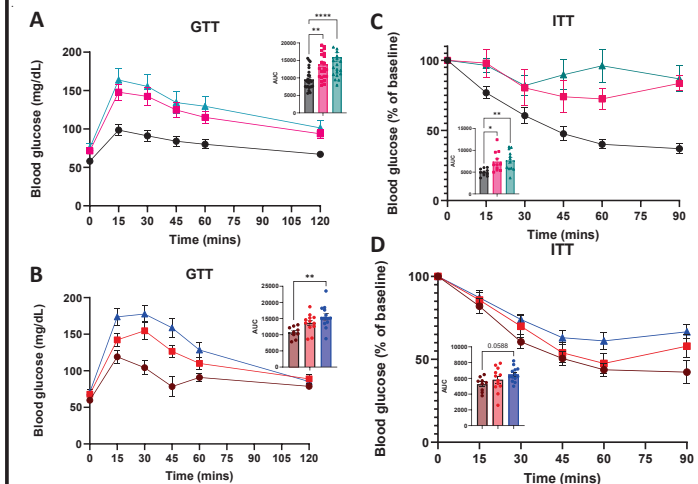 A
GTT
Blood glucose (mg/dL)
200
150
100
50
0
0 15 30 45 60 75 90 105 120
Time (mins)
AUC
20000
15000
10000
5000
0
****
**
C
ITT
Blood glucose (% of baseline)
100
50
0
0 15 30 45 60 75 90
Time (mins)
AUC
15000
10000
5000
0
**
*
B
GTT
Blood glucose (mg/dL)
200
150
100
50
0
0 15 30 45 60 75 90 105 120
Time (mins)
AUC
25000
20000
15000
10000
5000
0
**
D
ITT
Blood glucose (% of baseline)
100
50
0
0 15 30 45 60 75 90
Time (mins)
AUC
10000
8000
6000
4000
2000
0
0.0588